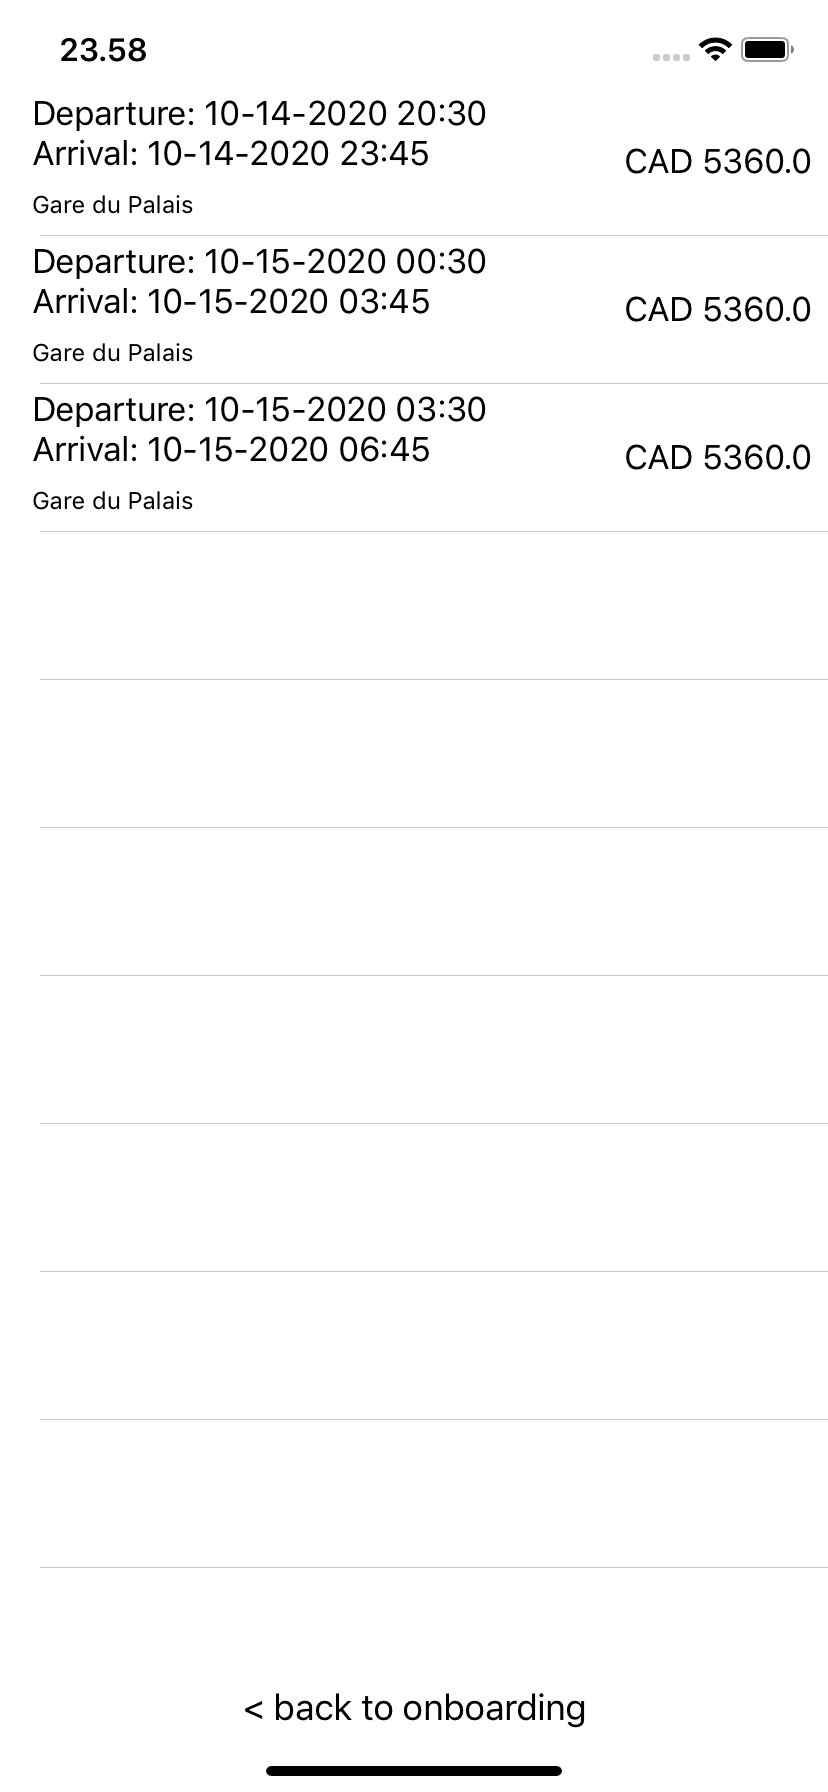 23.58
Departure: 10-14-2020 20:30
Arrival: 10-14-2020 23:45
CAD 5360.0
Gare du Palais
Departure: 10-15-2020 00:30
Arrival: 10-15-2020 03:45
CAD 5360.0
Gare du Palais
Departure: 10-15-2020 03:30
Arrival: 10-15-2020 06:45
CAD 5360.0
Gare du Palais
< back to onboarding